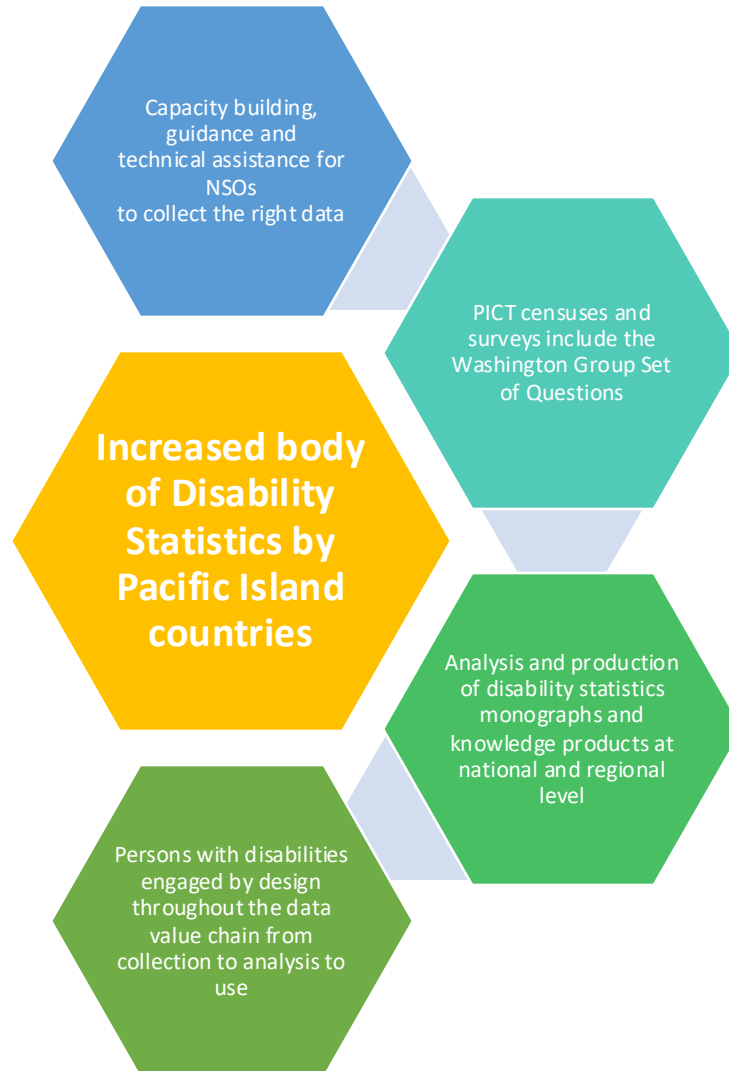 Capacity building,
guidance and
technical assistance for
NSOs
to collect the right data
PICT censuses and
surveys include the
Washington Group Set
of Questions
Increased body
of Disability
Statistics by
Pacific Island
countries
Analysis and production
of disability statistics
monographs and
knowledge products at
national and regional
level
Persons with disabilities
engaged by design
throughout the data
value chain from
collection to analysis to
use